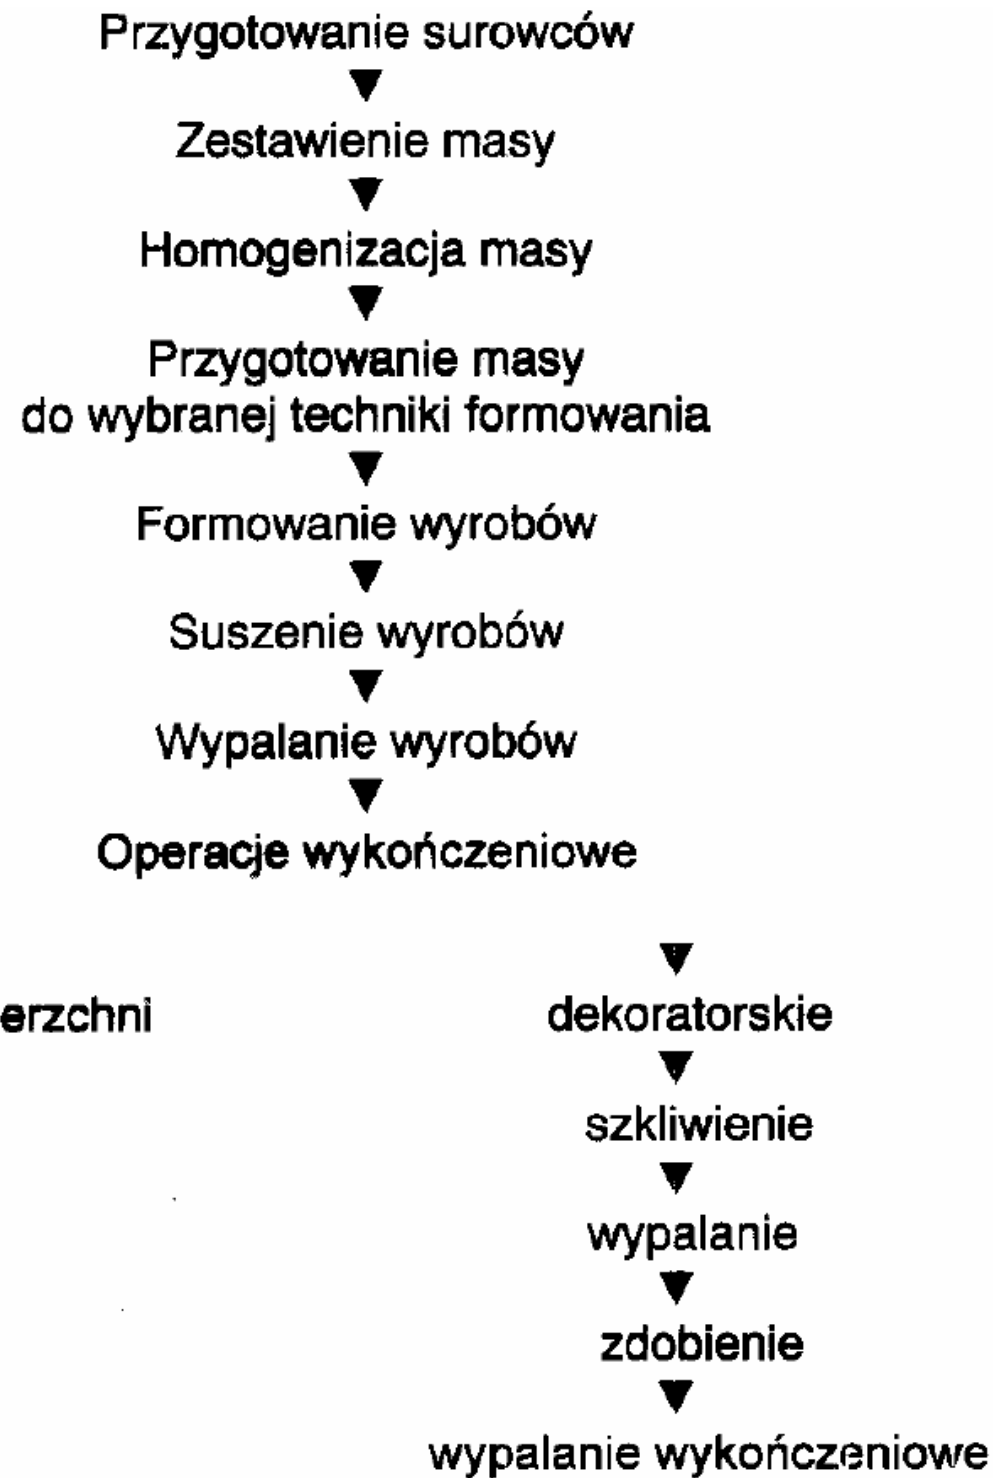 Przygotowanie surowców
Zestawienie masy
Homogenizacja masy
Przygotowanie masy
do wybranej techniki formowania
Formowanie wyrobów
Suszenie wyrobów
Wypalanie wyrobów
Operacje wykończeniowe
erzchni
dekoratorskie
szkliwienie
wypalanie
zdobienie
wypalanie wykończeniowe